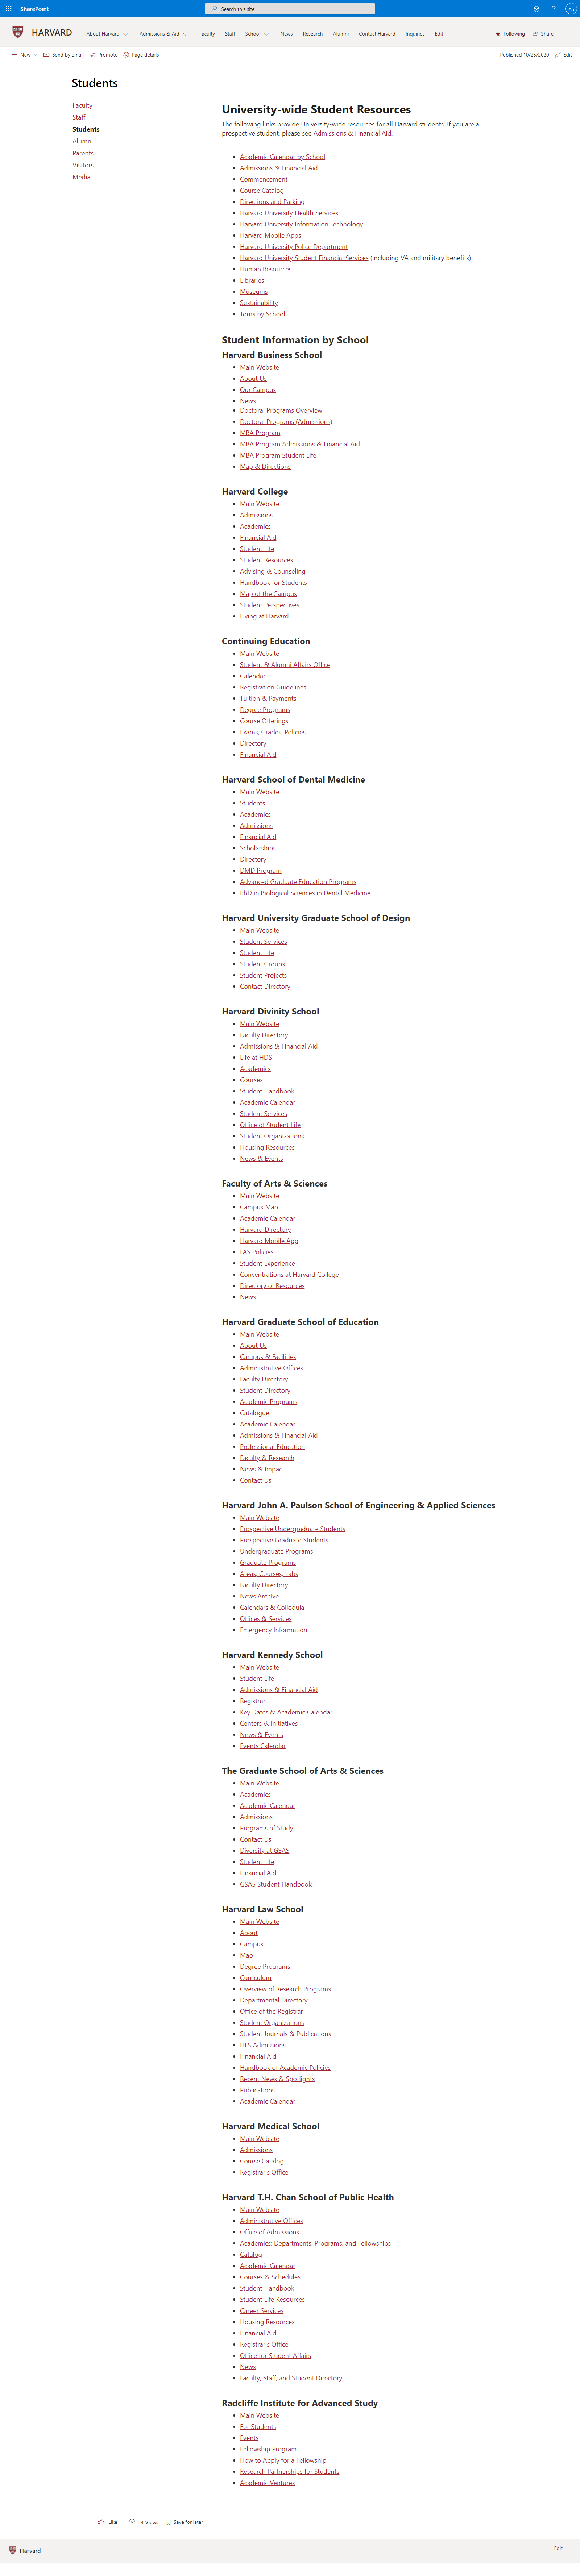 SharePoint
Search this site
?
AS
HARVARD
About Harvard
Admissions & Aid
Faculty
Staff
School
News
Research
Alumni
Contact Harvard
Inquiries
Edit
Following
Share
New
Send by email
Promote
Page details
Published 10/25/2020
Edit
Students
Faculty
Staff
Students
Alumni
Parents
Visitors
Media
University-wide Student Resources
The following links provide University-wide resources for all Harvard students. If you are a
prospective student, please see Admissions & Financial Aid.
Academic Calendar by School
Admissions & Financial Aid
Commencement
Course Catalog
Directions and Parking
Harvard University Health Services
Harvard University Information Technology
Harvard Mobile Apps
Harvard University Police Department
Harvard University Student Financial Services (including VA and military benefits)
Human Resources
Libraries
Museums
Sustainability
Tours by School
Student Information by School
Harvard Business School
Main Website
About Us
Our Campus
News
Doctoral Programs Overview
Doctoral Programs (Admissions)
MBA Program
MBA Program Admissions & Financial Aid
MBA Program Student Life
Map & Directions
Harvard College
Main Website
Admissions
Academics
Financial Aid
Student Life
Student Resources
Advising & Counseling
Handbook for Students
Map of the Campus
Student Perspectives
Living at Harvard
Continuing Education
Main Website
Student & Alumni Affairs Office
Calendar
Registration Guidelines
Tuition & Payments
Degree Programs
Course Offerings
Exams, Grades, Policies
Directory
Financial Aid
Harvard School of Dental Medicine
Main Website
Students
Academics
Admissions
Financial Aid
Scholarships
Directory
DMD Program
Advanced Graduate Education Programs
PhD in Biological Sciences in Dental Medicine
Harvard University Graduate School of Design
Main Website
Student Services
Student Life
Student Groups
Student Projects
Contact Directory
Harvard Divinity School
Main Website
Faculty Directory
Admissions & Financial Aid
Life at HDS
Academics
Courses
Student Handbook
Academic Calendar
Student Services
Office of Student Life
Student Organizations
Housing Resources
News & Events
Faculty of Arts & Sciences
Main Website
Campus Map
Academic Calendar
Harvard Directory
Harvard Mobile App
FAS Policies
Student Experience
Concentrations at Harvard College
Directory of Resources
News
Harvard Graduate School of Education
Main Website
About Us
Campus & Facilities
Administrative Offices
Faculty Directory
Student Directory
Academic Programs
Catalogue
Academic Calendar
Admissions & Financial Aid
Professional Education
Faculty & Research
News & Impact
Contact Us
Harvard John A. Paulson School of Engineering & Applied Sciences
Main Website
Prospective Undergraduate Students
Prospective Graduate Students
Undergraduate Programs
Graduate Programs
Areas, Courses, Labs
Faculty Directory
News Archive
Calendars & Colloquia
Offices & Services
Emergency Information
Harvard Kennedy School
Main Website
Student Life
Admissions & Financial Aid
Registrar
Key Dates & Academic Calendar
Centers & Initiatives
News & Events
Events Calendar
The Graduate School of Arts & Sciences
Main Website
Academics
Academic Calendar
Admissions
Programs of Study
Contact Us
Diversity at GSAS
Student Life
Financial Aid
GSAS Student Handbook
Harvard Law School
Main Website
About
Campus
Map
Degree Programs
Curriculum
Overview of Research Programs
Departmental Directory
Office of the Registrar
Student Organizations
Student Journals & Publications
HLS Admissions
Financial Aid
Handbook of Academic Policies
Recent News & Spotlights
Publications
Academic Calendar
Harvard Medical School
Main Website
Admissions
Course Catalog
Registrar's Office
Harvard T.H. Chan School of Public Health
Main Website
Administrative Offices
Office of Admissions
Academics: Departments, Programs, and Fellowships
Catalog
Academic Calendar
Courses & Schedules
Student Handbook
Student Life Resources
Career Services
Housing Resources
Financial Aid
Registrar's Office
Office for Student Affairs
News
Faculty, Staff, and Student Directory
Radcliffe Institute for Advanced Study
Main Website
For Students
Events
Fellowship Program
How to Apply for a Fellowship
Research Partnerships for Students
Academic Ventures
Like
4 Views
Save for later
Harvard
Edit